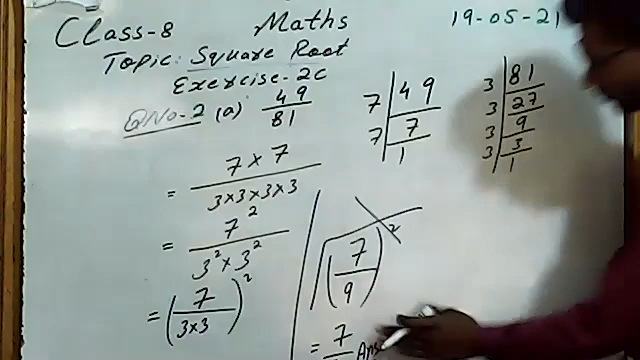 Class-8 Maths 19-05-21
Topic: Square Root
Exercise-2c
QNo-2 (a) 49/81
= 7×7 / 3×3×3×3
= 7² / 3²×3²
= (7 / 3×3)²
7 | 49
7 | 7
1
3 | 81
3 | 27
3 | 9
3 | 3
1
√(7/9)²
= 7 Ans